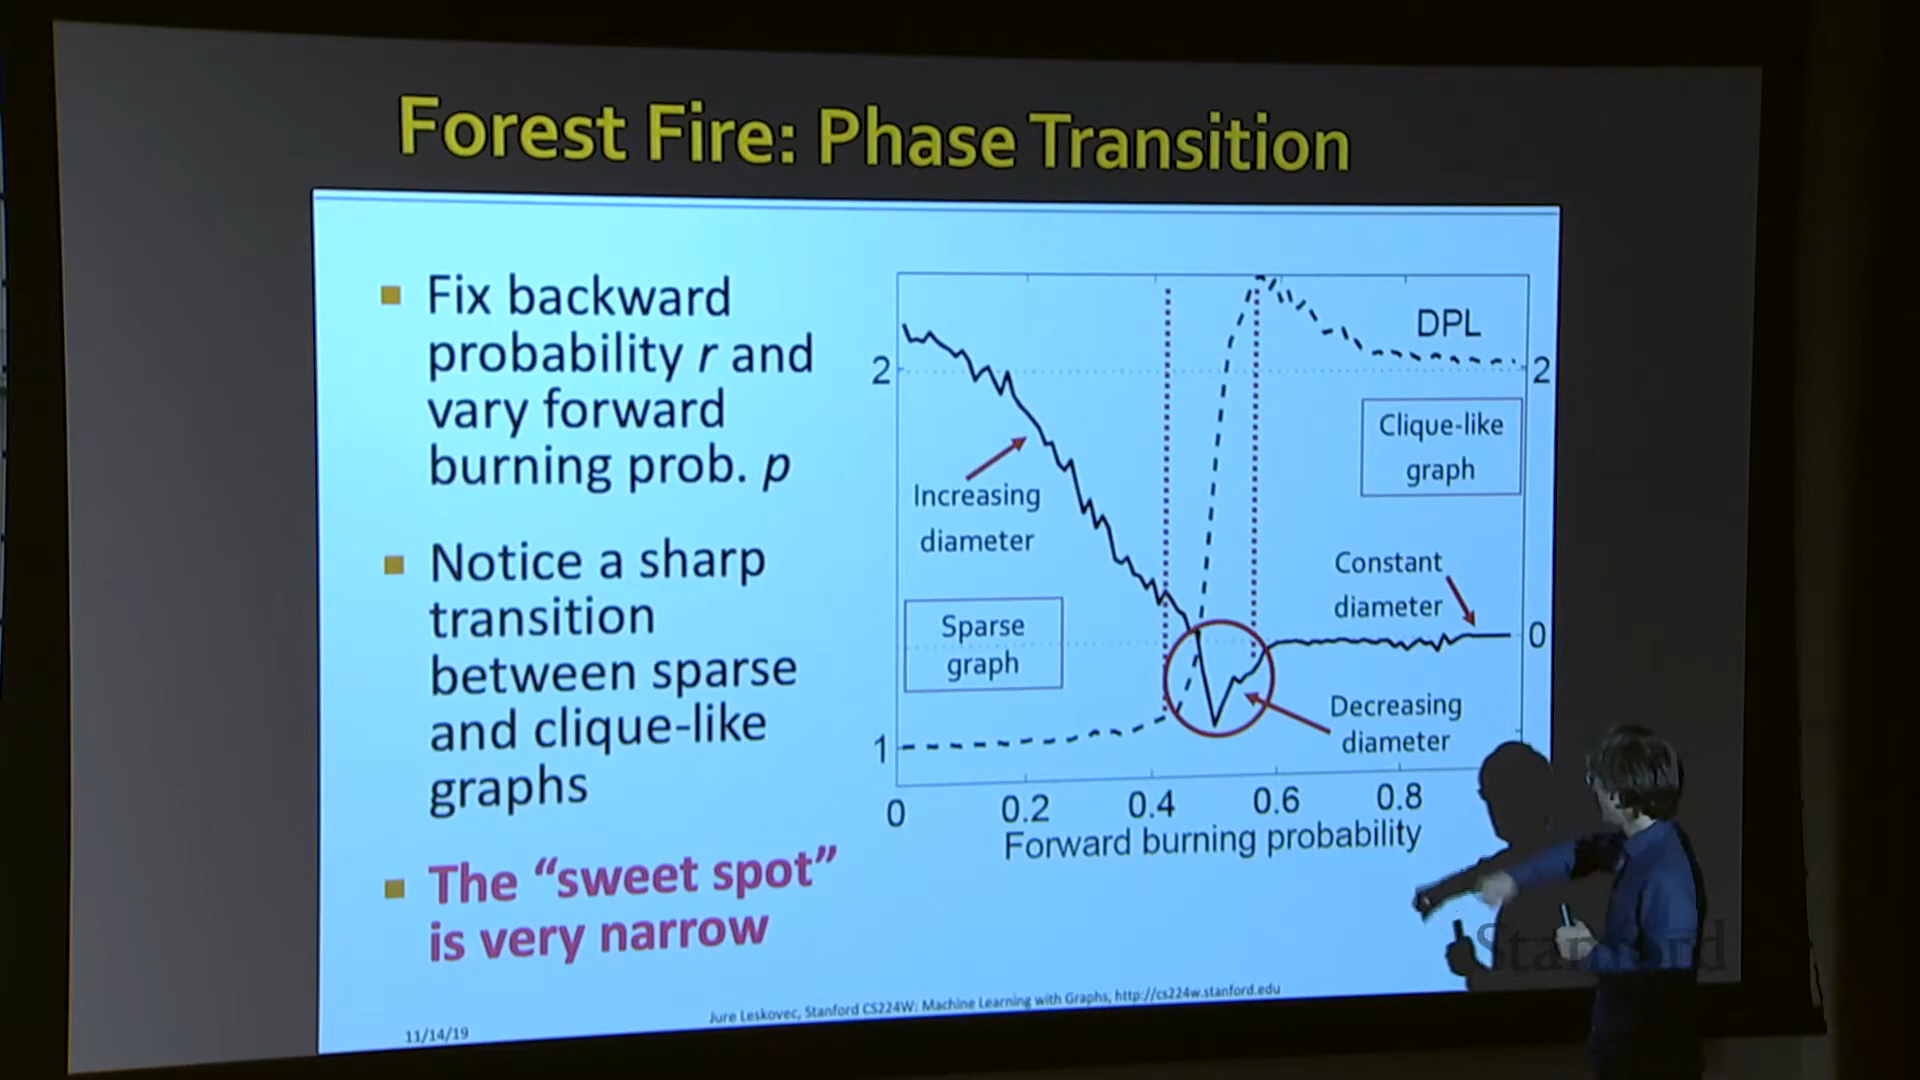 Forest Fire: Phase Transition
Fix backward
probability r and
vary forward
burning prob. p
Notice a sharp
transition
between sparse
and clique-like
graphs
The “sweet spot”
is very narrow
DPL
2
2
Clique-like
graph
Increasing
diameter
Constant
diameter
Sparse
graph
0
Decreasing
diameter
1
0
0.2
0.4
0.6
0.8
Forward burning probability
Stanford
Jure Leskovec, Stanford CS224W: Machine Learning with Graphs, http://cs224w.stanford.edu
11/14/19